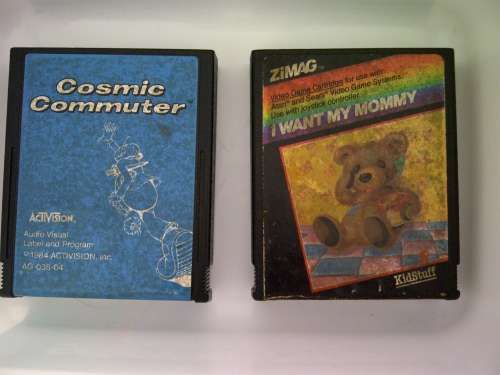 Cosmic
Commuter
ACTIVISION
Audio Visual
Label and Program
© 1984 ACTIVISION, Inc.
AG-038-04
ZiMAG™
Video Game Cartridge for use with
Atari® and Sears® Video Game Systems.
Use with joystick controller.
I WANT MY MOMMY
KidStuff